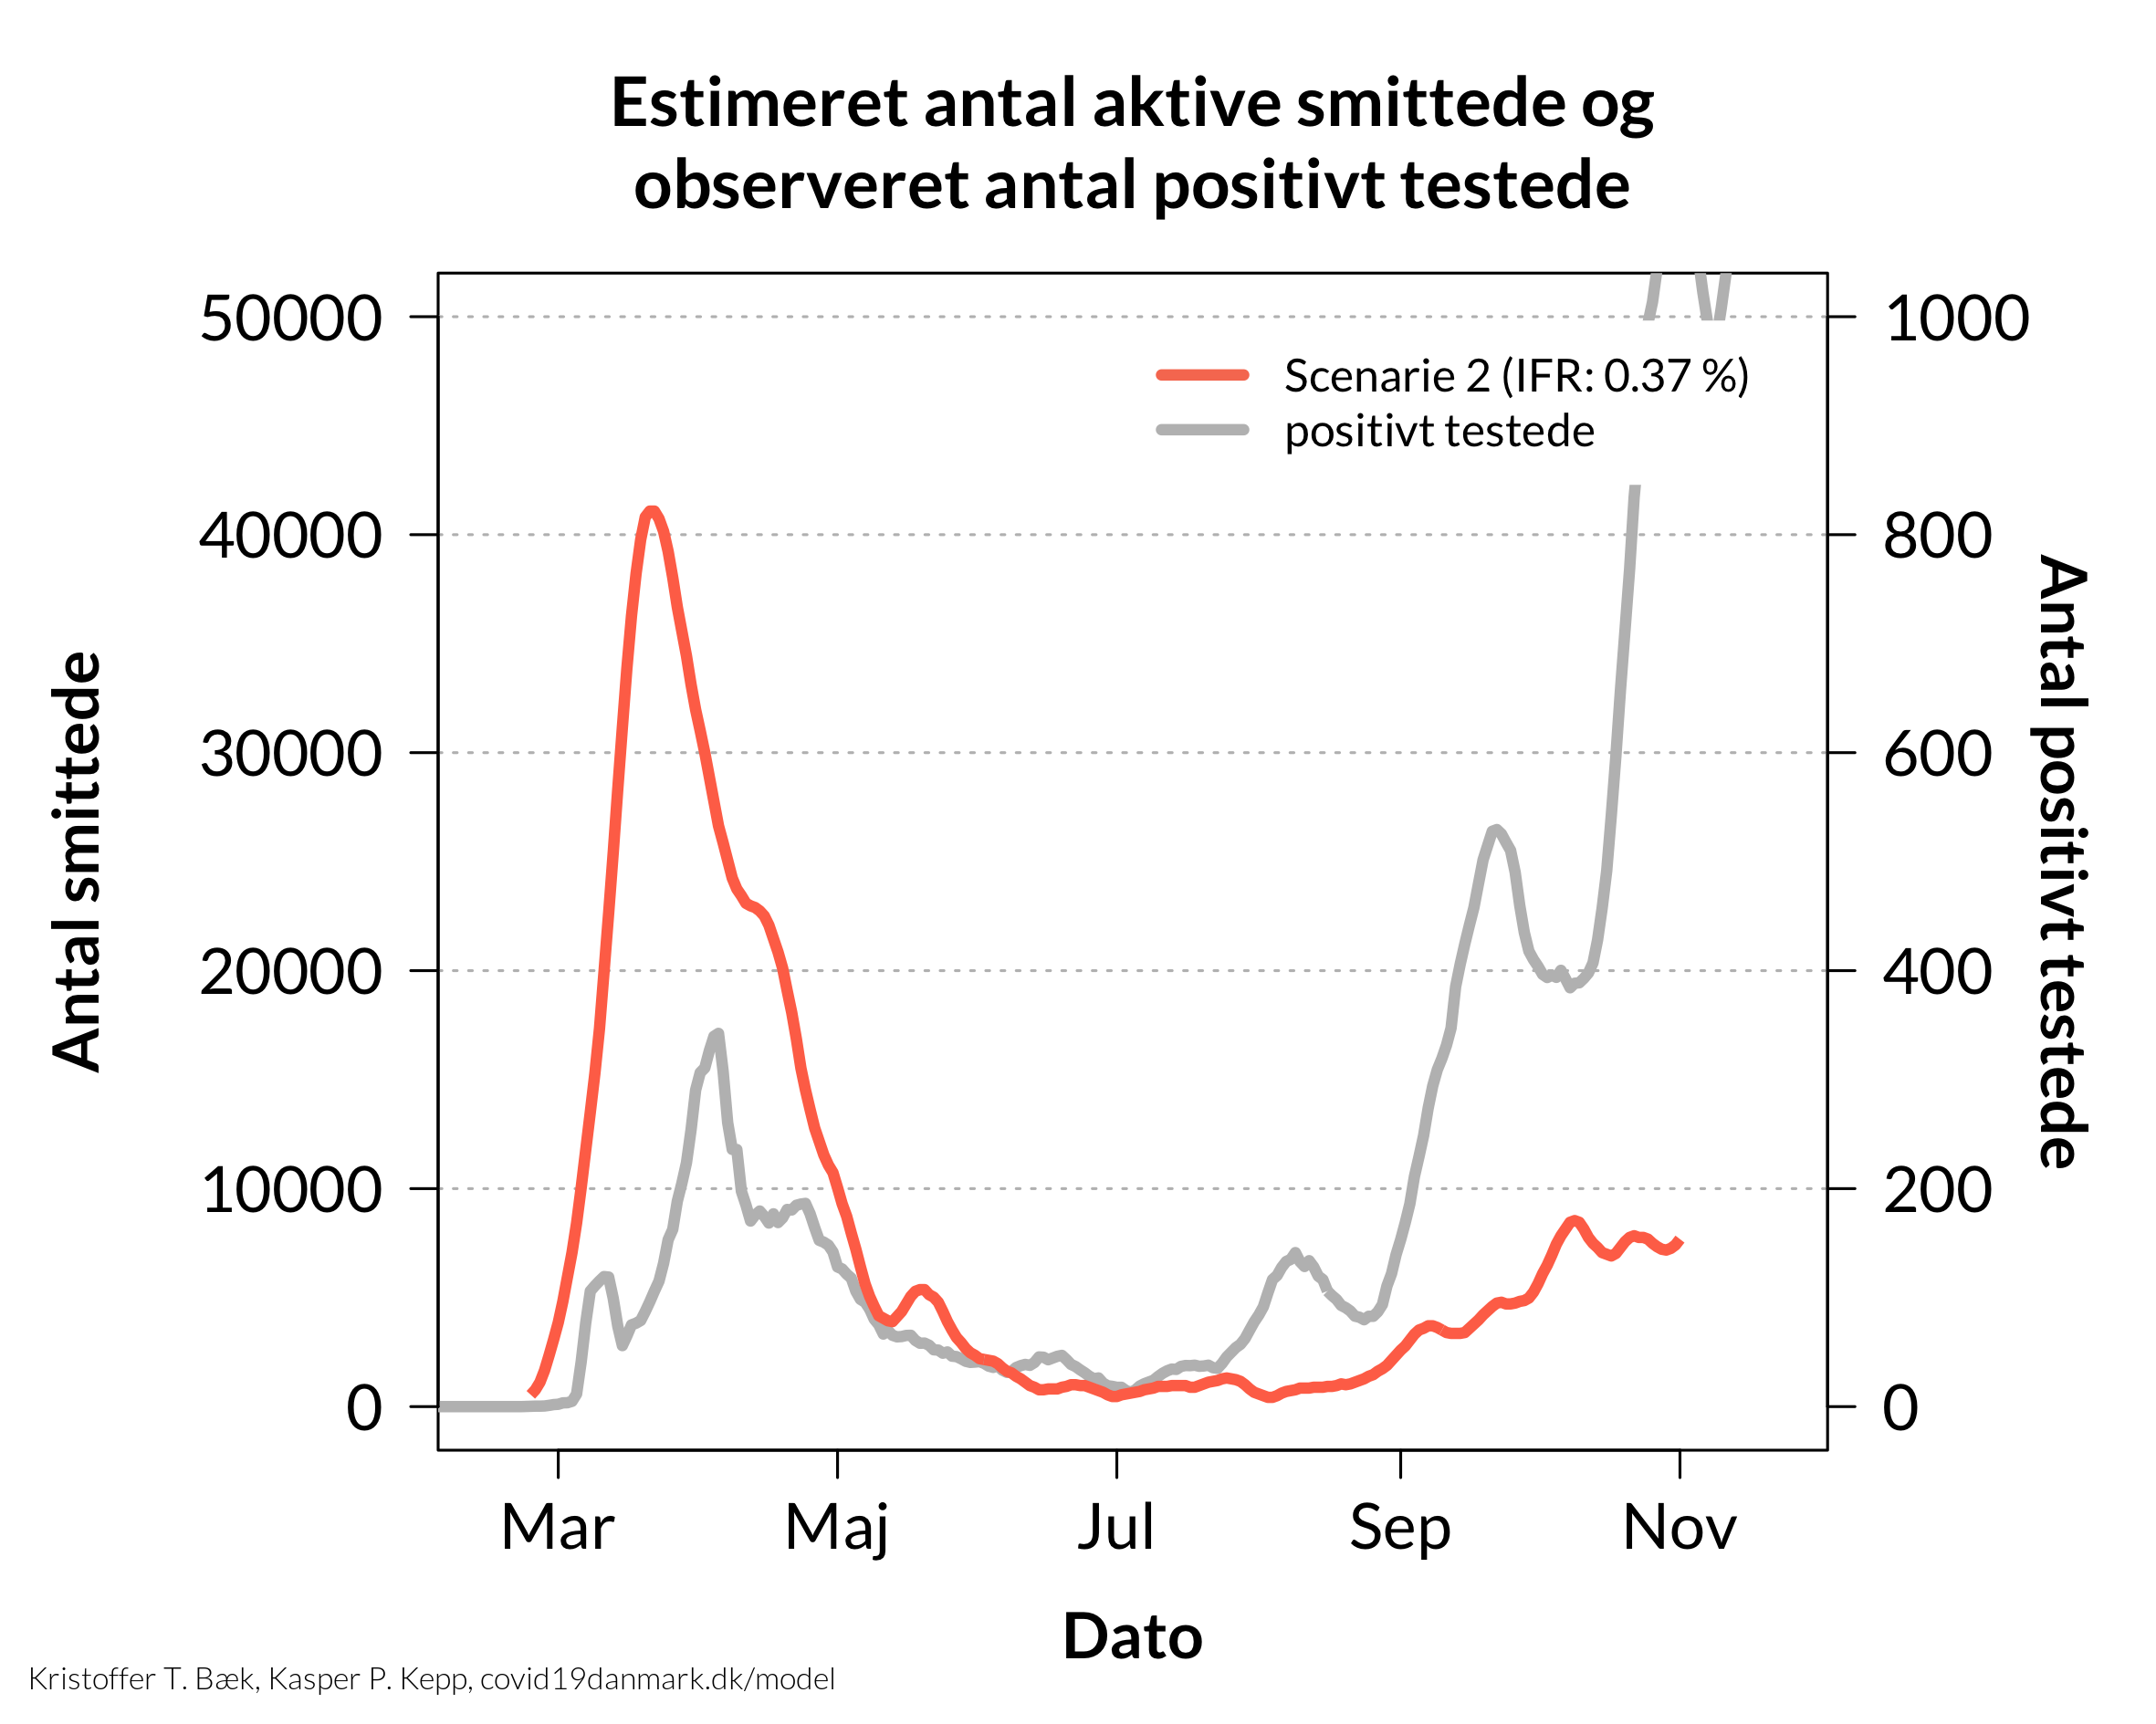 Estimeret antal aktive smittede og
observeret antal positivt testede
50000
40000
30000
20000
10000
0
Antal smittede
1000
800
600
400
200
0
Antal positivt testede
Scenarie 2 (IFR: 0.37 %)
positivt testede
Mar
Maj
Jul
Sep
Nov
Dato
Kristoffer T. Bæk, Kasper P. Kepp, covid19danmark.dk/model